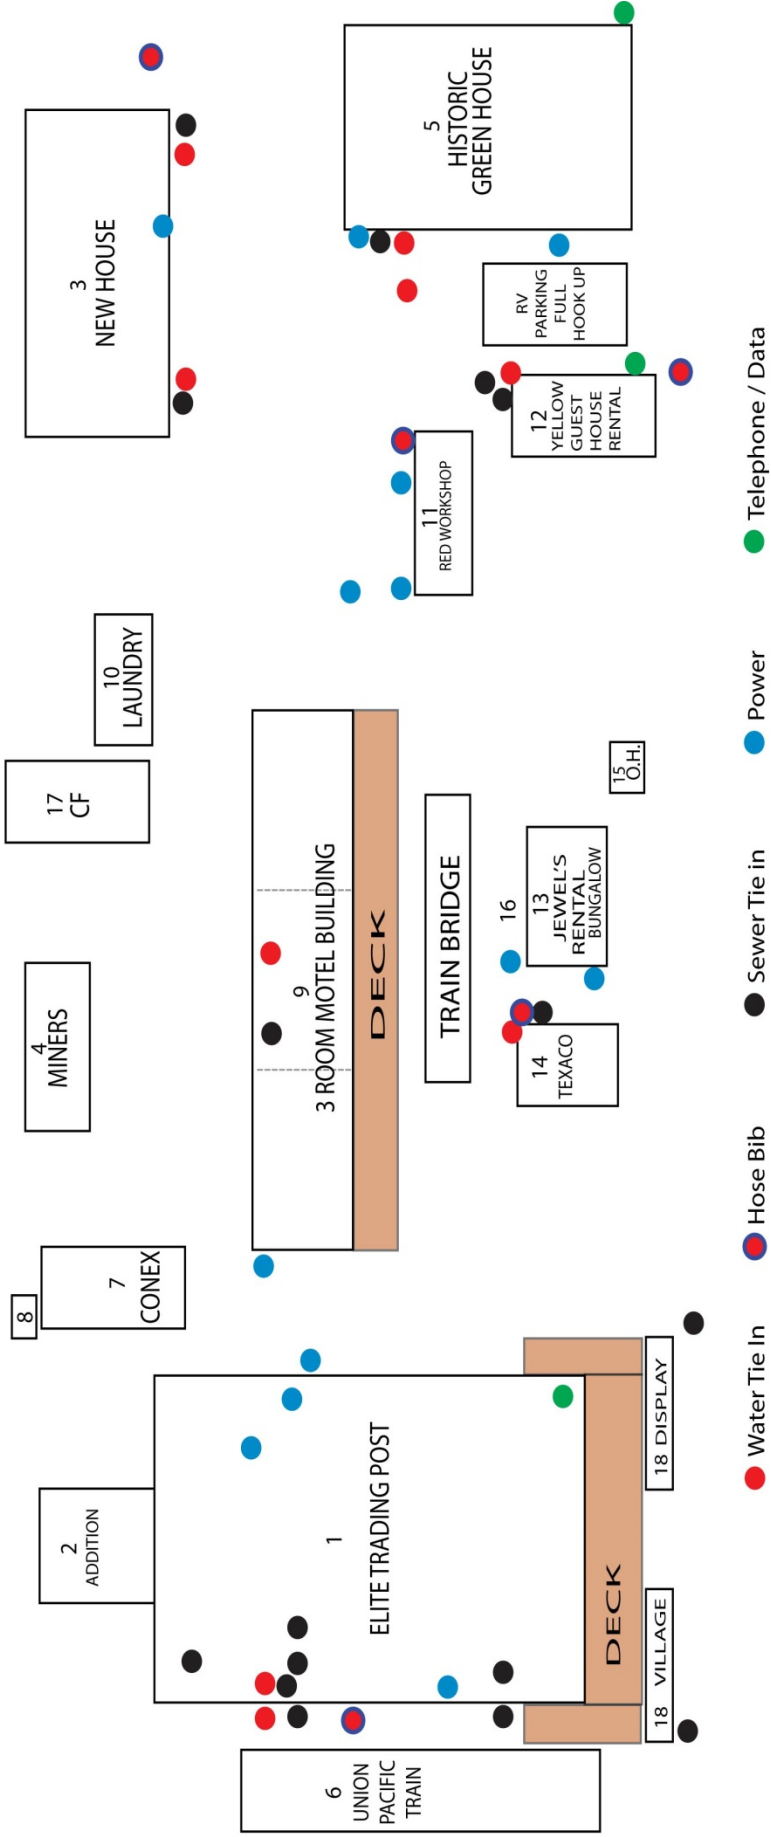 2
ADDITION
8
7
CONEX
4
MINERS
17
CF
10
LAUNDRY
3
NEW HOUSE
6
UNION
PACIFIC
TRAIN
1
ELITE TRADING POST
DECK
18 VILLAGE
18 DISPLAY
9
3 ROOM MOTEL BUILDING
DECK
TRAIN BRIDGE
14
TEXACO
16
13
JEWEL'S
RENTAL
BUNGALOW
15
O.H.
11
RED WORKSHOP
12
YELLOW
GUEST
HOUSE
RENTAL
RV
PARKING
FULL
HOOK UP
5
HISTORIC
GREEN HOUSE
Water Tie In
Hose Bib
Sewer Tie in
Power
Telephone / Data